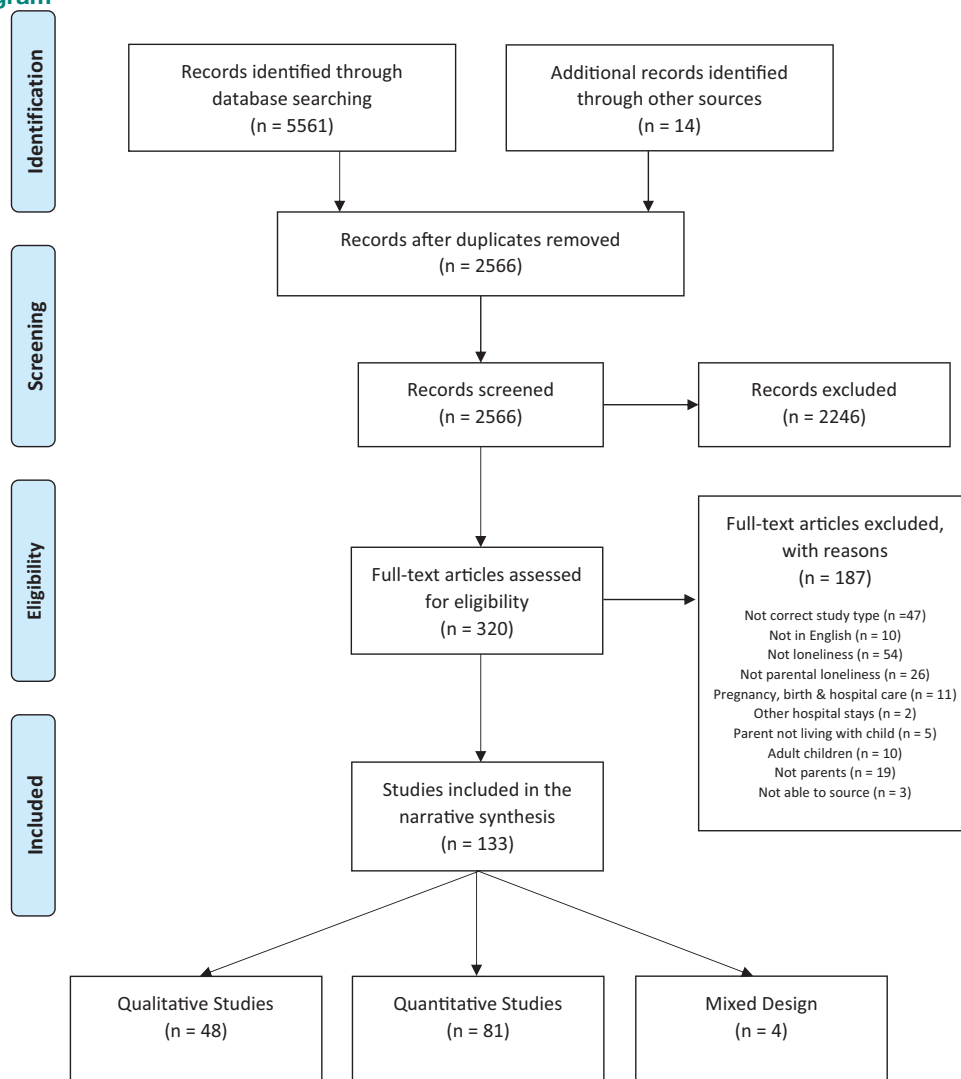 gram
Identification
Records identified through
database searching
(n = 5561)
Additional records identified
through other sources
(n = 14)
Records after duplicates removed
(n = 2566)
Screening
Records screened
(n = 2566)
Records excluded
(n = 2246)
Eligibility
Full-text articles assessed
for eligibility
(n = 320)
Full-text articles excluded,
with reasons
(n = 187)
Not correct study type (n =47)
Not in English (n = 10)
Not loneliness (n = 54)
Not parental loneliness (n = 26)
Pregnancy, birth & hospital care (n = 11)
Other hospital stays (n = 2)
Parent not living with child (n = 5)
Adult children (n = 10)
Not parents (n = 19)
Not able to source (n = 3)
Included
Studies included in the
narrative synthesis
(n = 133)
Qualitative Studies
(n = 48)
Quantitative Studies
(n = 81)
Mixed Design
(n = 4)